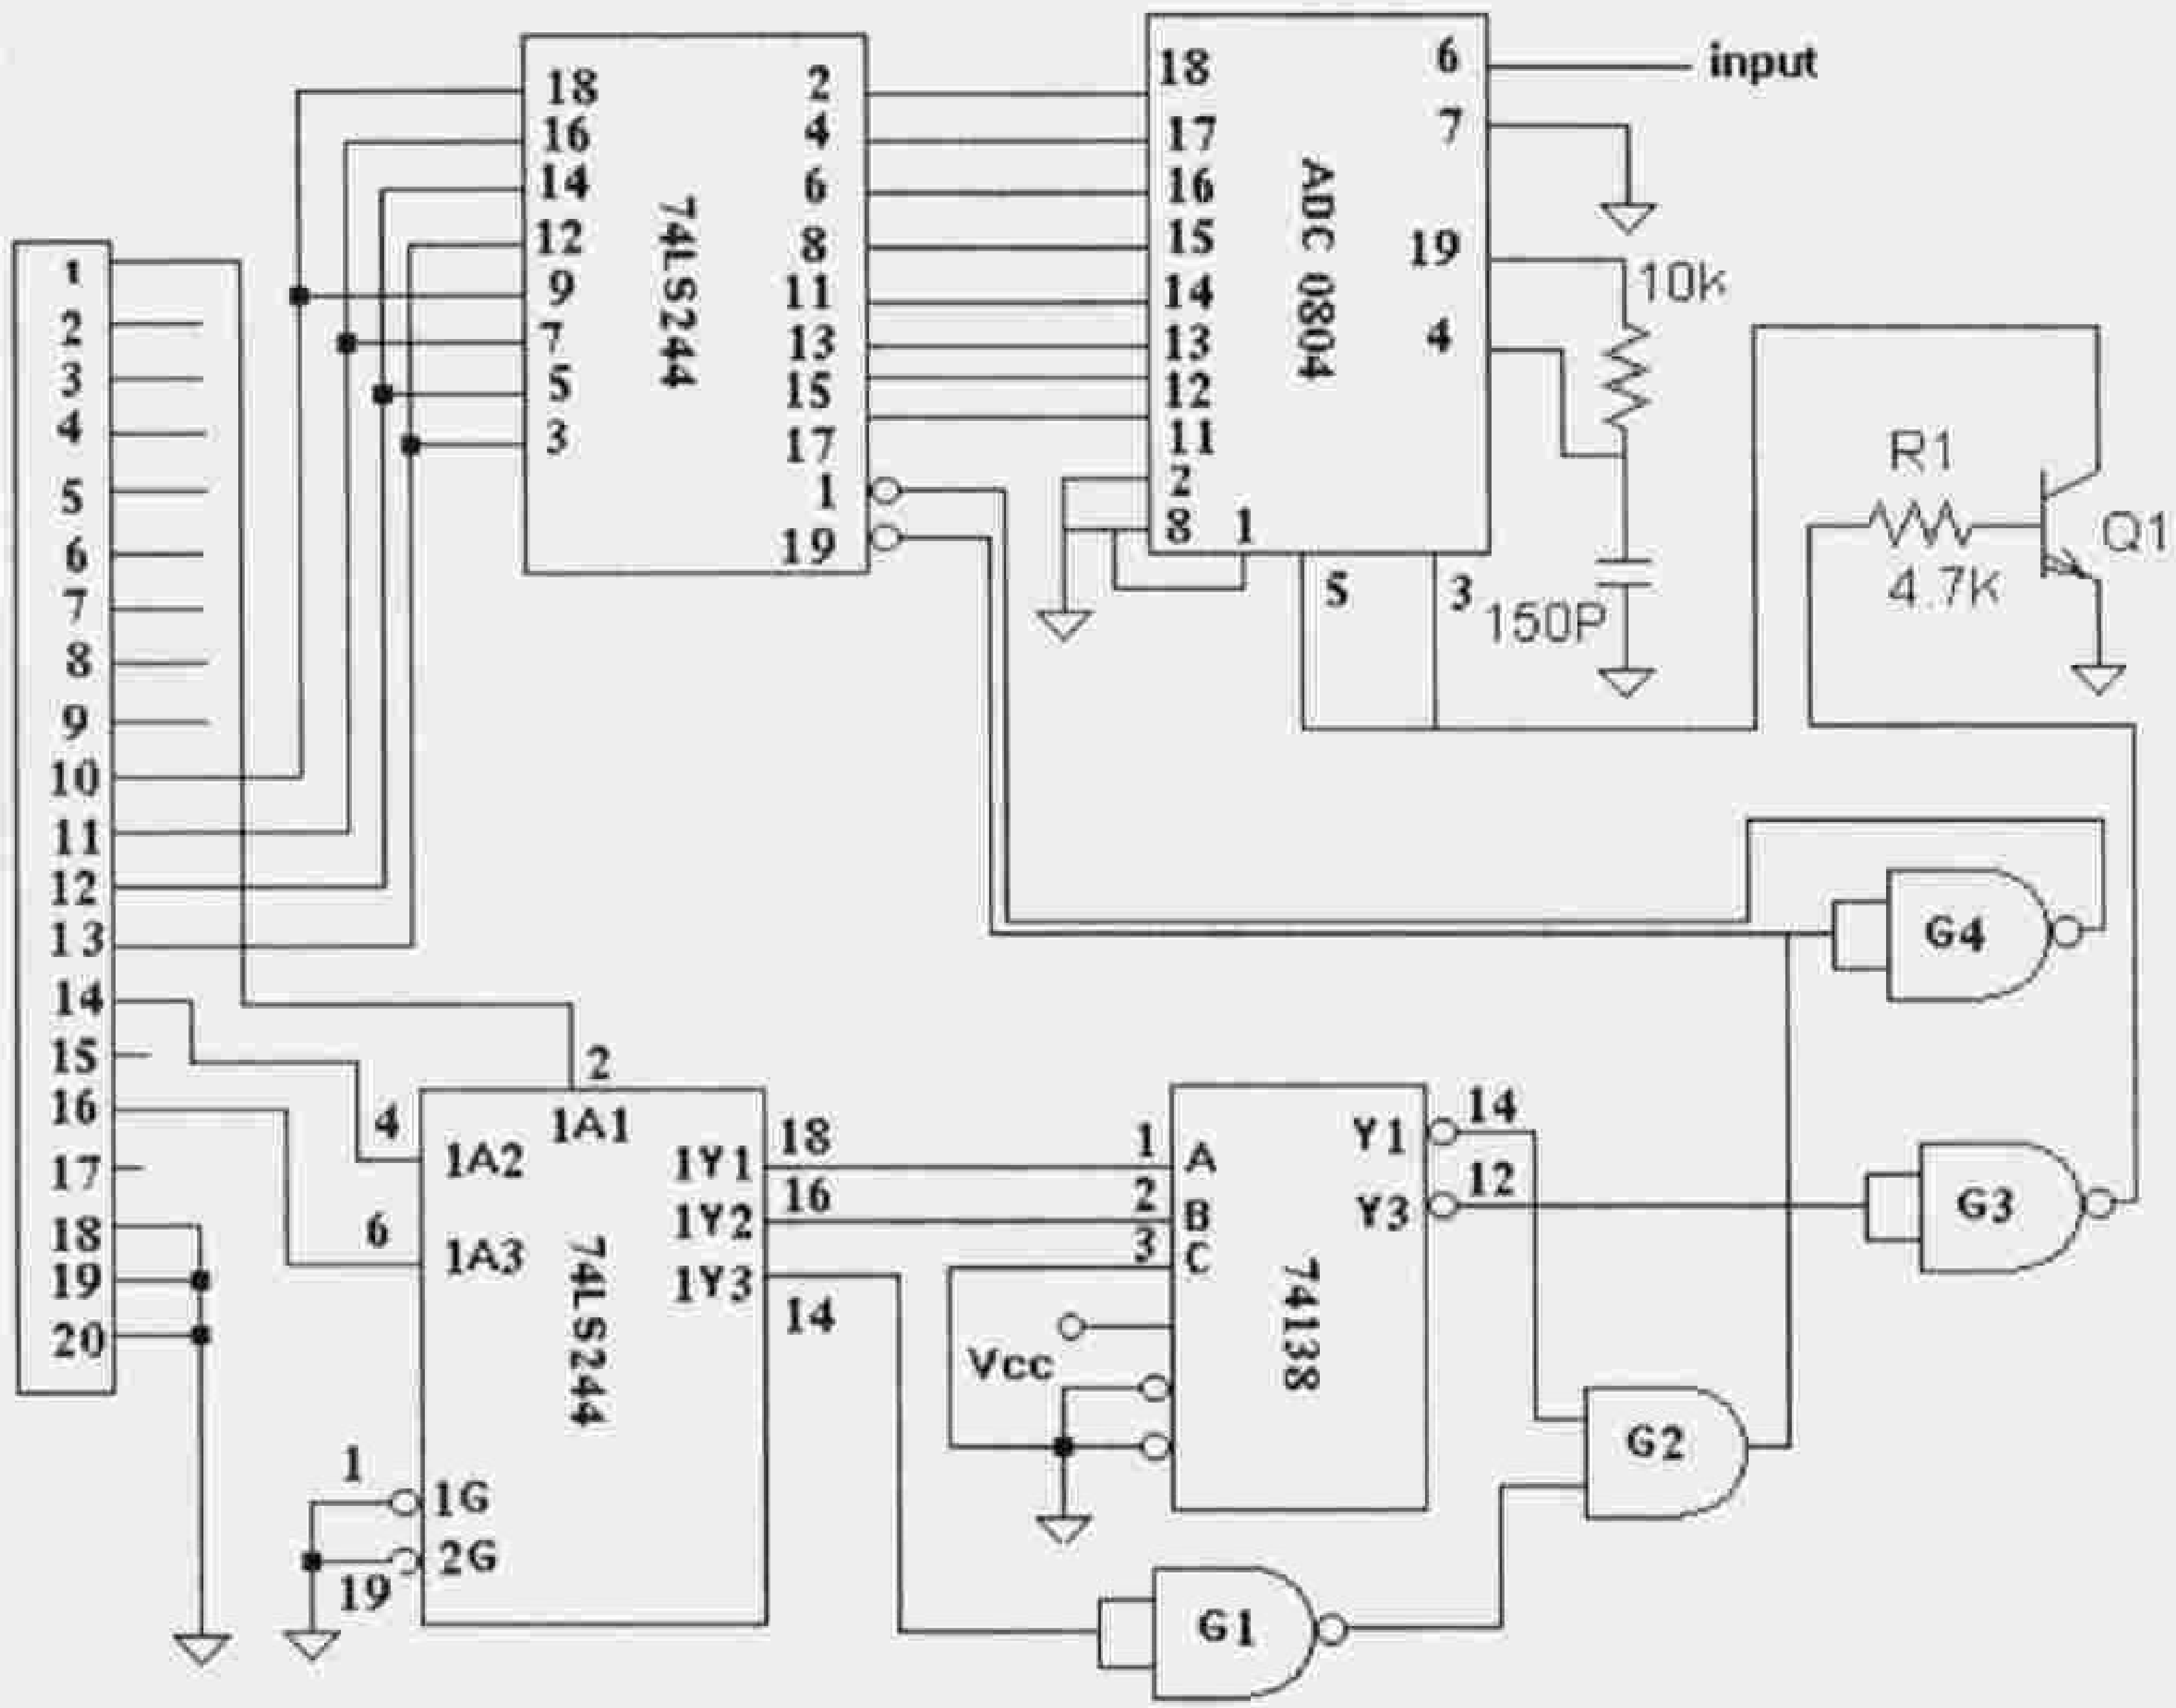 1
2
3
4
5
6
7
8
9
10
11
12
13
14
15
16
17
18
19
20
18
16
14
12
9
7
5
3
74LS244
2
4
6
8
11
13
15
17
1
19
18
17
16
15
14
13
12
11
2
8
1
ADC 0804
6
7
19
4
5
3
input
10k
150P
R1
4.7K
Q1
2
4
6
1A1
1A2
1A3
1Y1
1Y2
1Y3
18
16
14
74LS244
1
1G
2G
19
1
2
3
A
B
C
Vcc
74138
Y1
Y3
14
12
G4
G3
G2
G1